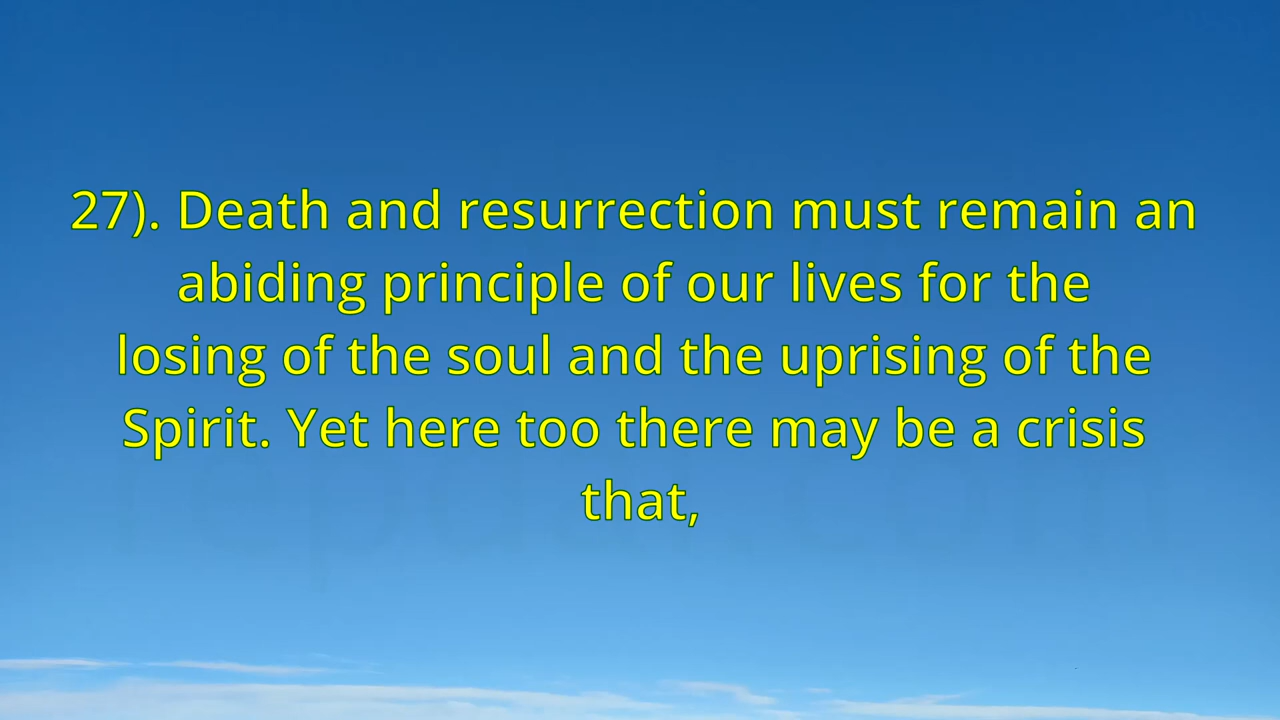 27). Death and resurrection must remain an
abiding principle of our lives for the
losing of the soul and the uprising of the
Spirit. Yet here too there may be a crisis
that,